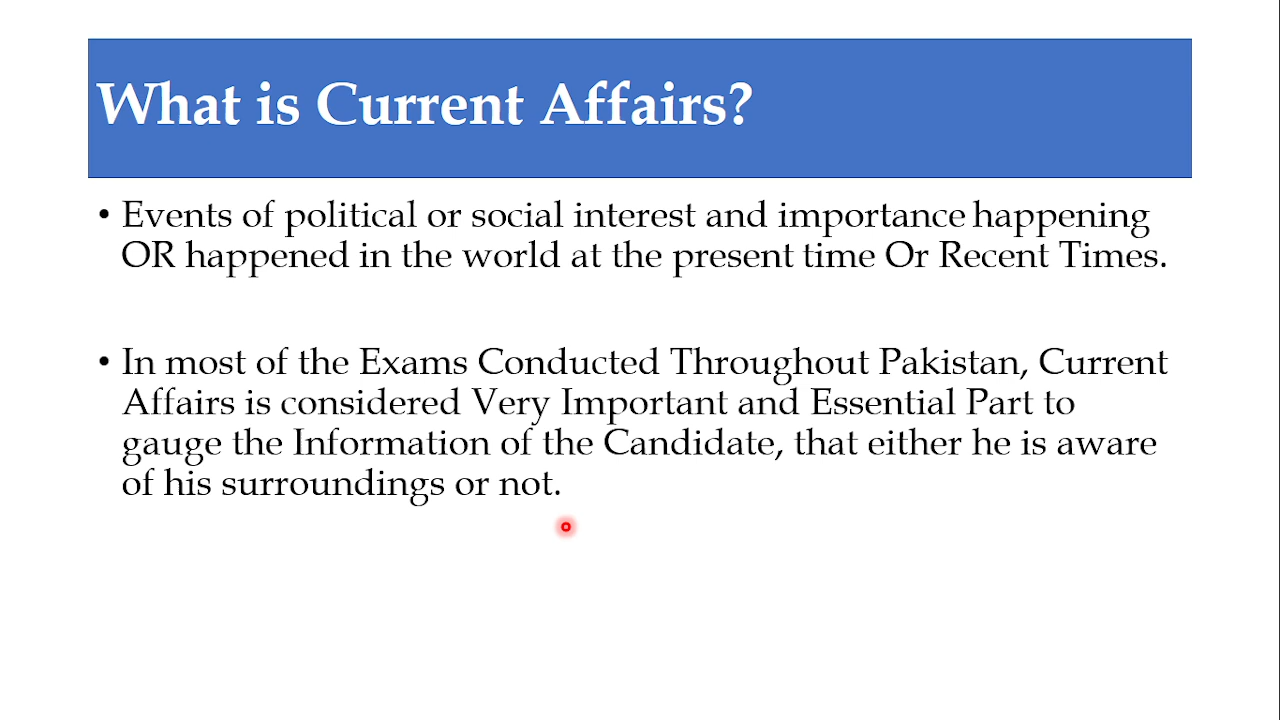 What is Current Affairs?
• Events of political or social interest and importance happening
OR happened in the world at the present time Or Recent Times.
• In most of the Exams Conducted Throughout Pakistan, Current
Affairs is considered Very Important and Essential Part to
gauge the Information of the Candidate, that either he is aware
of his surroundings or not.